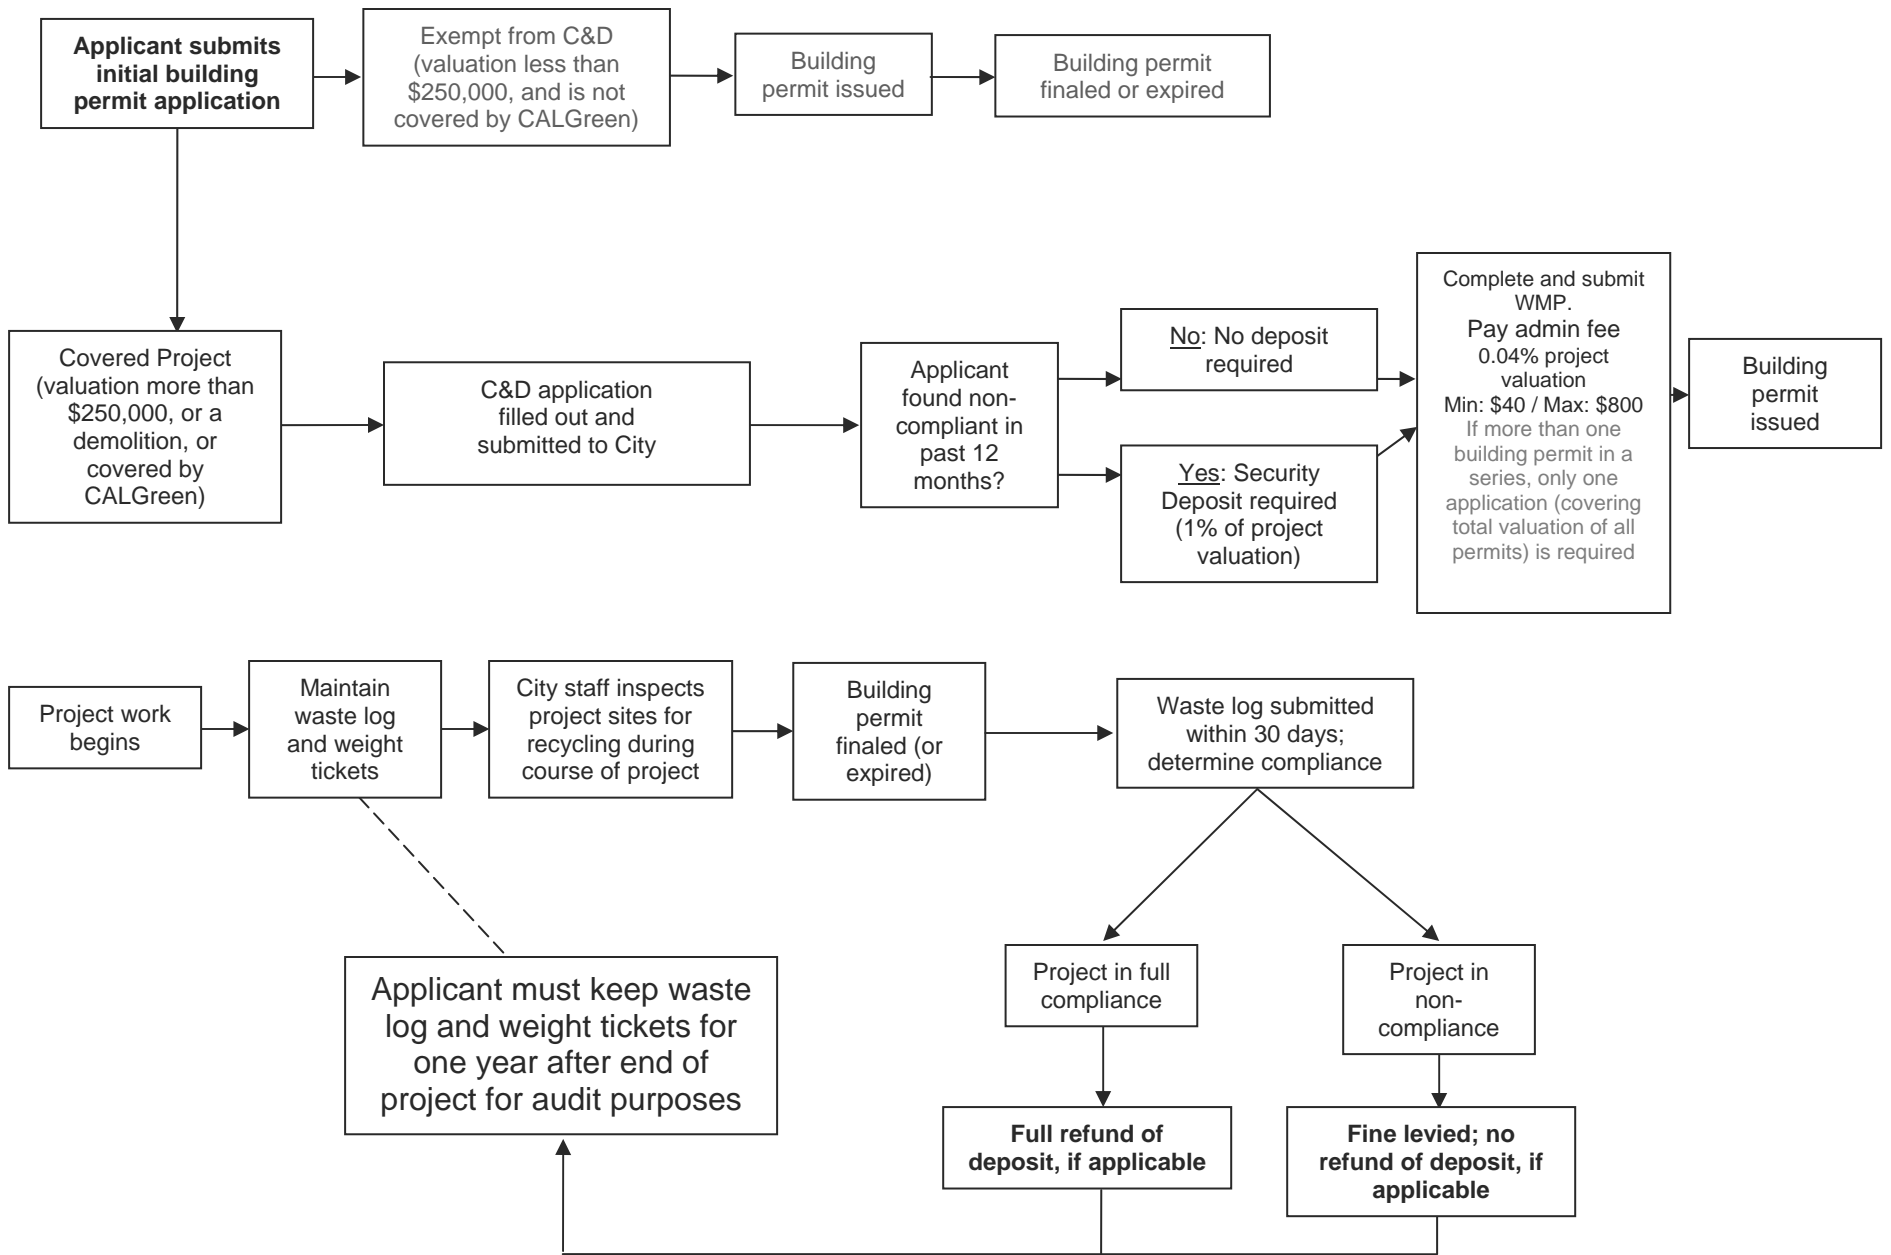 Applicant submits
initial building
permit application
Exempt from C&D
(valuation less than
$250,000, and is not
covered by CALGreen)
Building
permit issued
Building permit
finaled or expired
Covered Project
(valuation more than
$250,000, or a
demolition, or
covered by
CALGreen)
C&D application
filled out and
submitted to City
Applicant
found non-
compliant in
past 12
months?
No: No deposit
required
Yes: Security
Deposit required
(1% of project
valuation)
Complete and submit
WMP.
Pay admin fee
0.04% project
valuation
Min: $40 / Max: $800
If more than one
building permit in a
series, only one
application (covering
total valuation of all
permits) is required
Building
permit
issued
Project work
begins
Maintain
waste log
and weight
tickets
City staff inspects
project sites for
recycling during
course of project
Building
permit
finaled (or
expired)
Waste log submitted
within 30 days;
determine compliance
Applicant must keep waste
log and weight tickets for
one year after end of
project for audit purposes
Project in full
compliance
Project in
non-
compliance
Full refund of
deposit, if applicable
Fine levied; no
refund of deposit, if
applicable